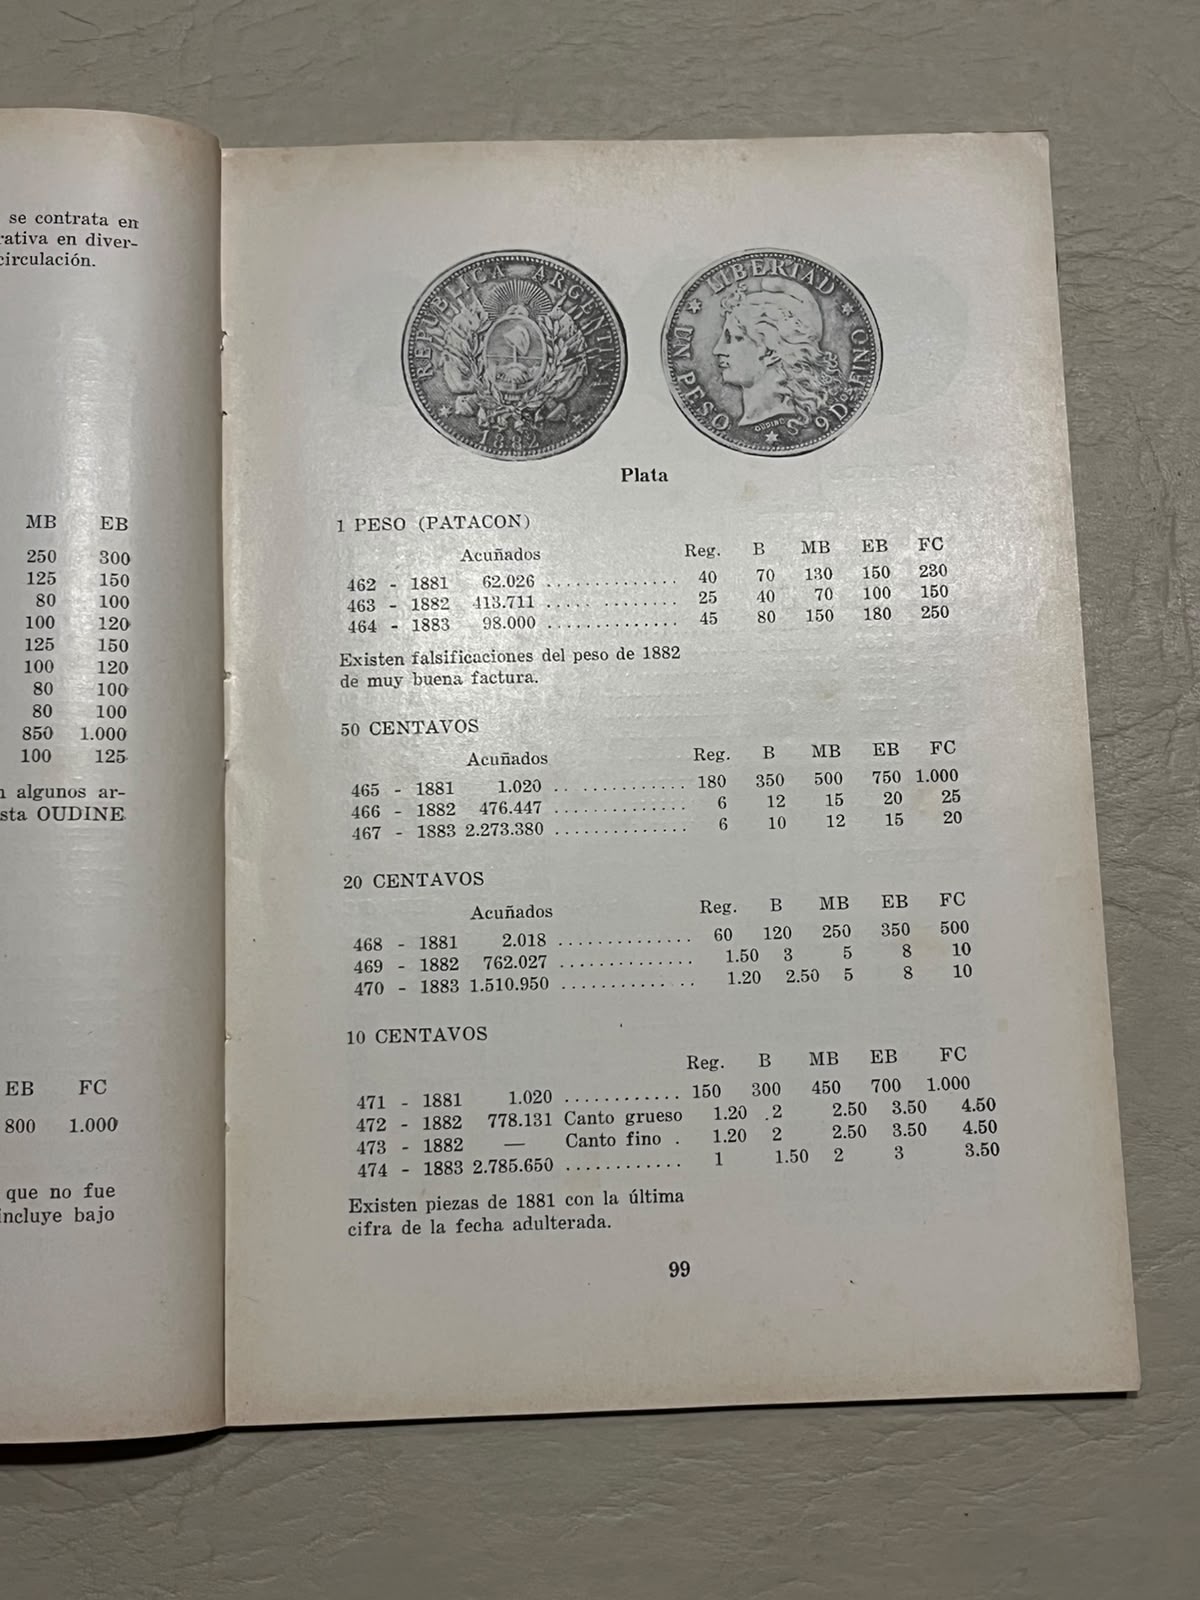 se contrata en
rativa en diver-
circulación.
MB EB
250 300
125 150
80 100
100 120
125 150
100 120
80 100
80 100
850 1.000
100 125
n algunos ar-
sta OUDINE
EB FC
800 1.000
que no fue
incluye bajo
REPUBLICA ARGENTINA
1882
LIBERTAD
UN PESO
9 DOS FINO
OUDINE
Plata
1 PESO (PATACON)
Acuñados Reg. B MB EB FC
462 - 1881 62.026 .............. 40 70 130 150 230
463 - 1882 413.711 ..... ........ 25 40 70 100 150
464 - 1883 98.000 .............. 45 80 150 180 250
Existen falsificaciones del peso de 1882
de muy buena factura.
50 CENTAVOS
Acuñados Reg. B MB EB FC
465 - 1881 1.020 .. ........... 180 350 500 750 1.000
466 - 1882 476.447 .............. 6 12 15 20 25
467 - 1883 2.273.380 .............. 6 10 12 15 20
20 CENTAVOS
Acuñados Reg. B MB EB FC
468 - 1881 2.018 .............. 60 120 250 350 500
469 - 1882 762.027 .............. 1.50 3 5 8 10
470 - 1883 1.510.950 .............. 1.20 2.50 5 8 10
10 CENTAVOS
Reg. B MB EB FC
471 - 1881 1.020 ............ 150 300 450 700 1.000
472 - 1882 778.131 Canto grueso 1.20 .2 2.50 3.50 4.50
473 - 1882 — Canto fino . 1.20 2 2.50 3.50 4.50
474 - 1883 2.785.650 ............ 1 1.50 2 3 3.50
Existen piezas de 1881 con la última
cifra de la fecha adulterada.
99